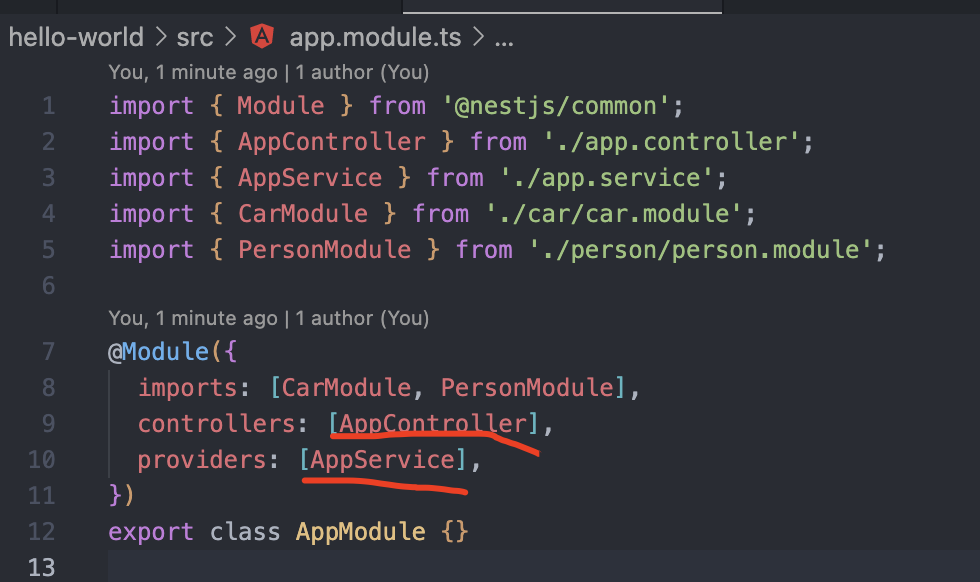 hello-world > src > app.module.ts > ...
You, 1 minute ago | 1 author (You)
1 import { Module } from '@nestjs/common';
2 import { AppController } from './app.controller';
3 import { AppService } from './app.service';
4 import { CarModule } from './car/car.module';
5 import { PersonModule } from './person/person.module';
6
You, 1 minute ago | 1 author (You)
7 @Module({
8 imports: [CarModule, PersonModule],
9 controllers: [AppController],
10 providers: [AppService],
11 })
12 export class AppModule {}
13